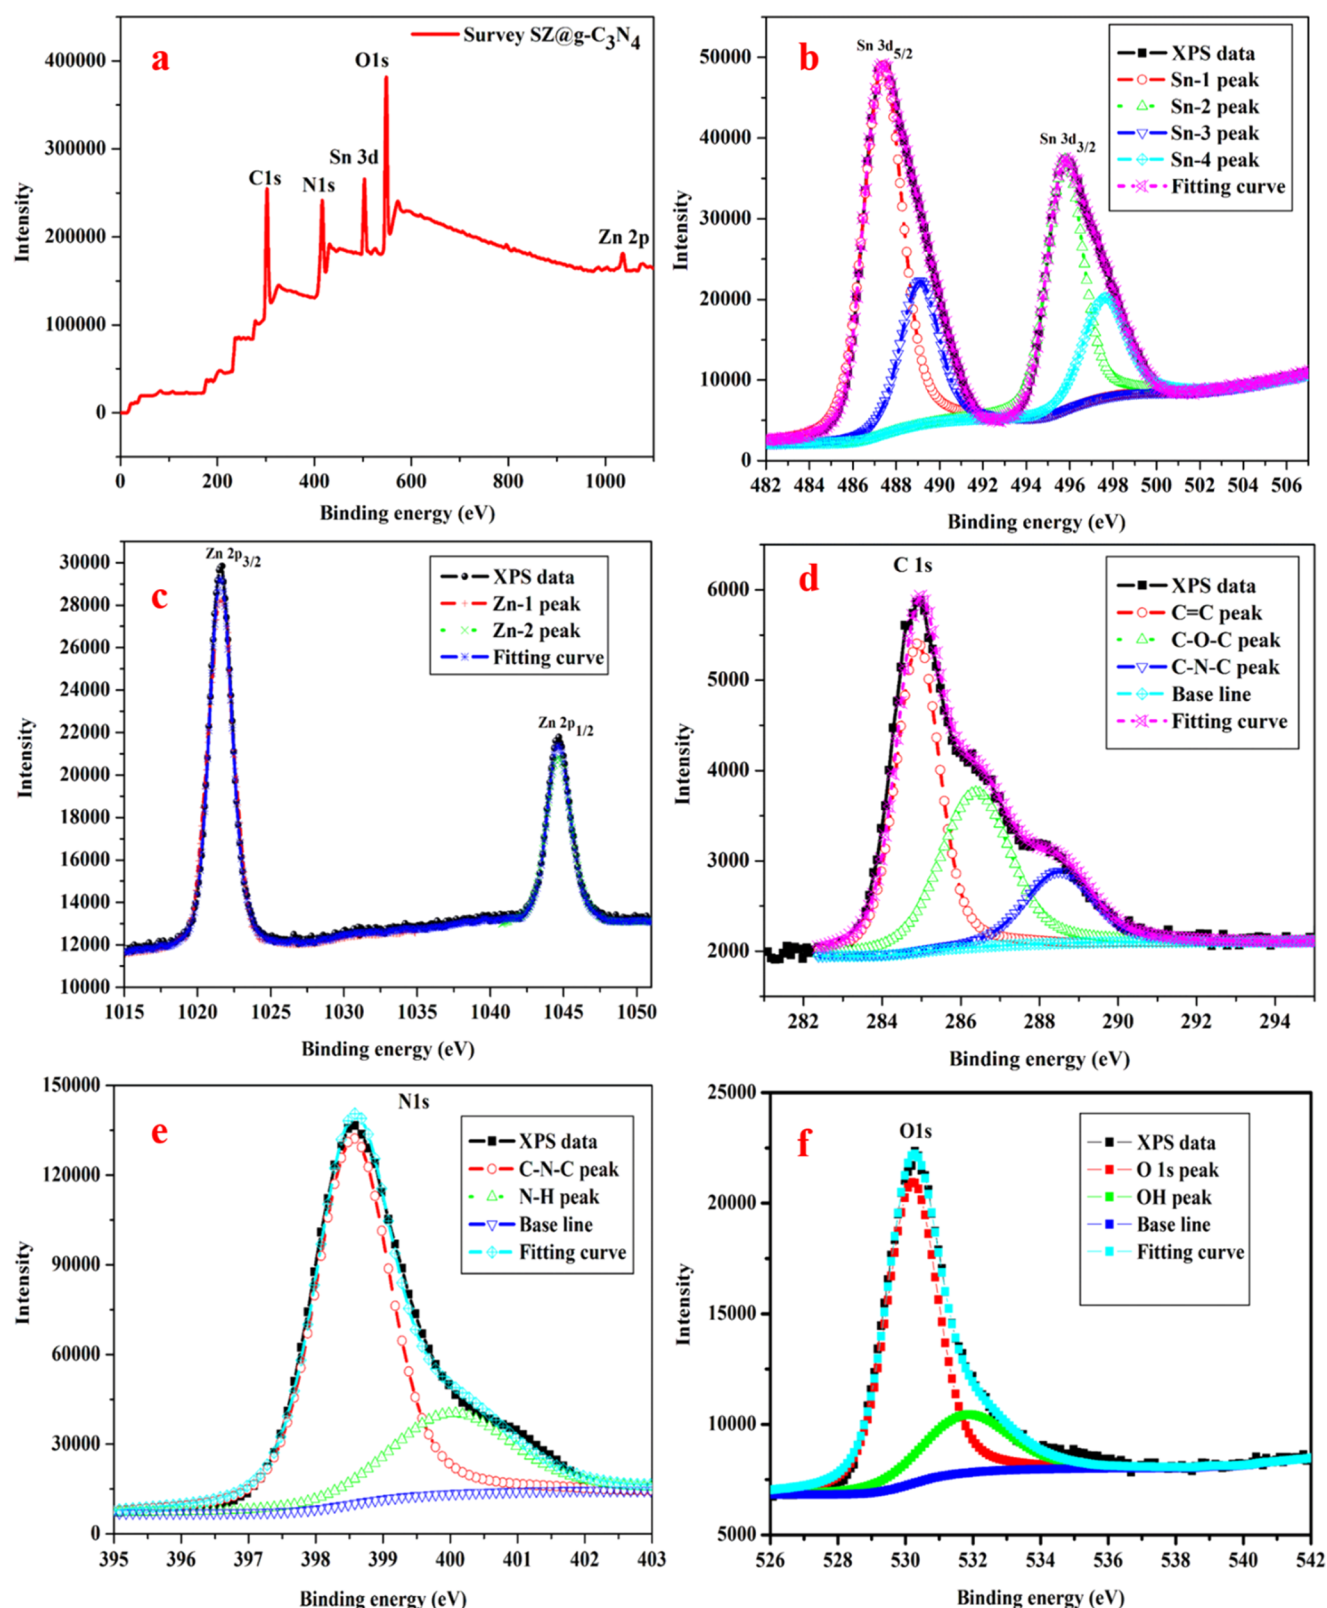 a
Survey SZ@g-C3N4
C1s
N1s
Sn 3d
O1s
Zn 2p
400000
300000
200000
100000
0
Intensity
0 200 400 600 800 1000
Binding energy (eV)
b
Sn 3d5/2
Sn 3d3/2
XPS data
Sn-1 peak
Sn-2 peak
Sn-3 peak
Sn-4 peak
Fitting curve
50000
40000
30000
20000
10000
0
Intensity
482 484 486 488 490 492 494 496 498 500 502 504 506
Binding energy (eV)
c
Zn 2p3/2
Zn 2p1/2
XPS data
Zn-1 peak
Zn-2 peak
Fitting curve
30000
28000
26000
24000
22000
20000
18000
16000
14000
12000
10000
Intensity
1015 1020 1025 1030 1035 1040 1045 1050
Binding energy (eV)
d
C 1s
XPS data
C=C peak
C-O-C peak
C-N-C peak
Base line
Fitting curve
6000
5000
4000
3000
2000
Intensity
282 284 286 288 290 292 294
Binding energy (eV)
e
N1s
XPS data
C-N-C peak
N-H peak
Base line
Fitting curve
150000
120000
90000
60000
30000
0
Intensity
395 396 397 398 399 400 401 402 403
Binding energy (eV)
f
O1s
XPS data
O 1s peak
OH peak
Base line
Fitting curve
25000
20000
15000
10000
5000
Intensity
526 528 530 532 534 536 538 540 542
Binding energy (eV)